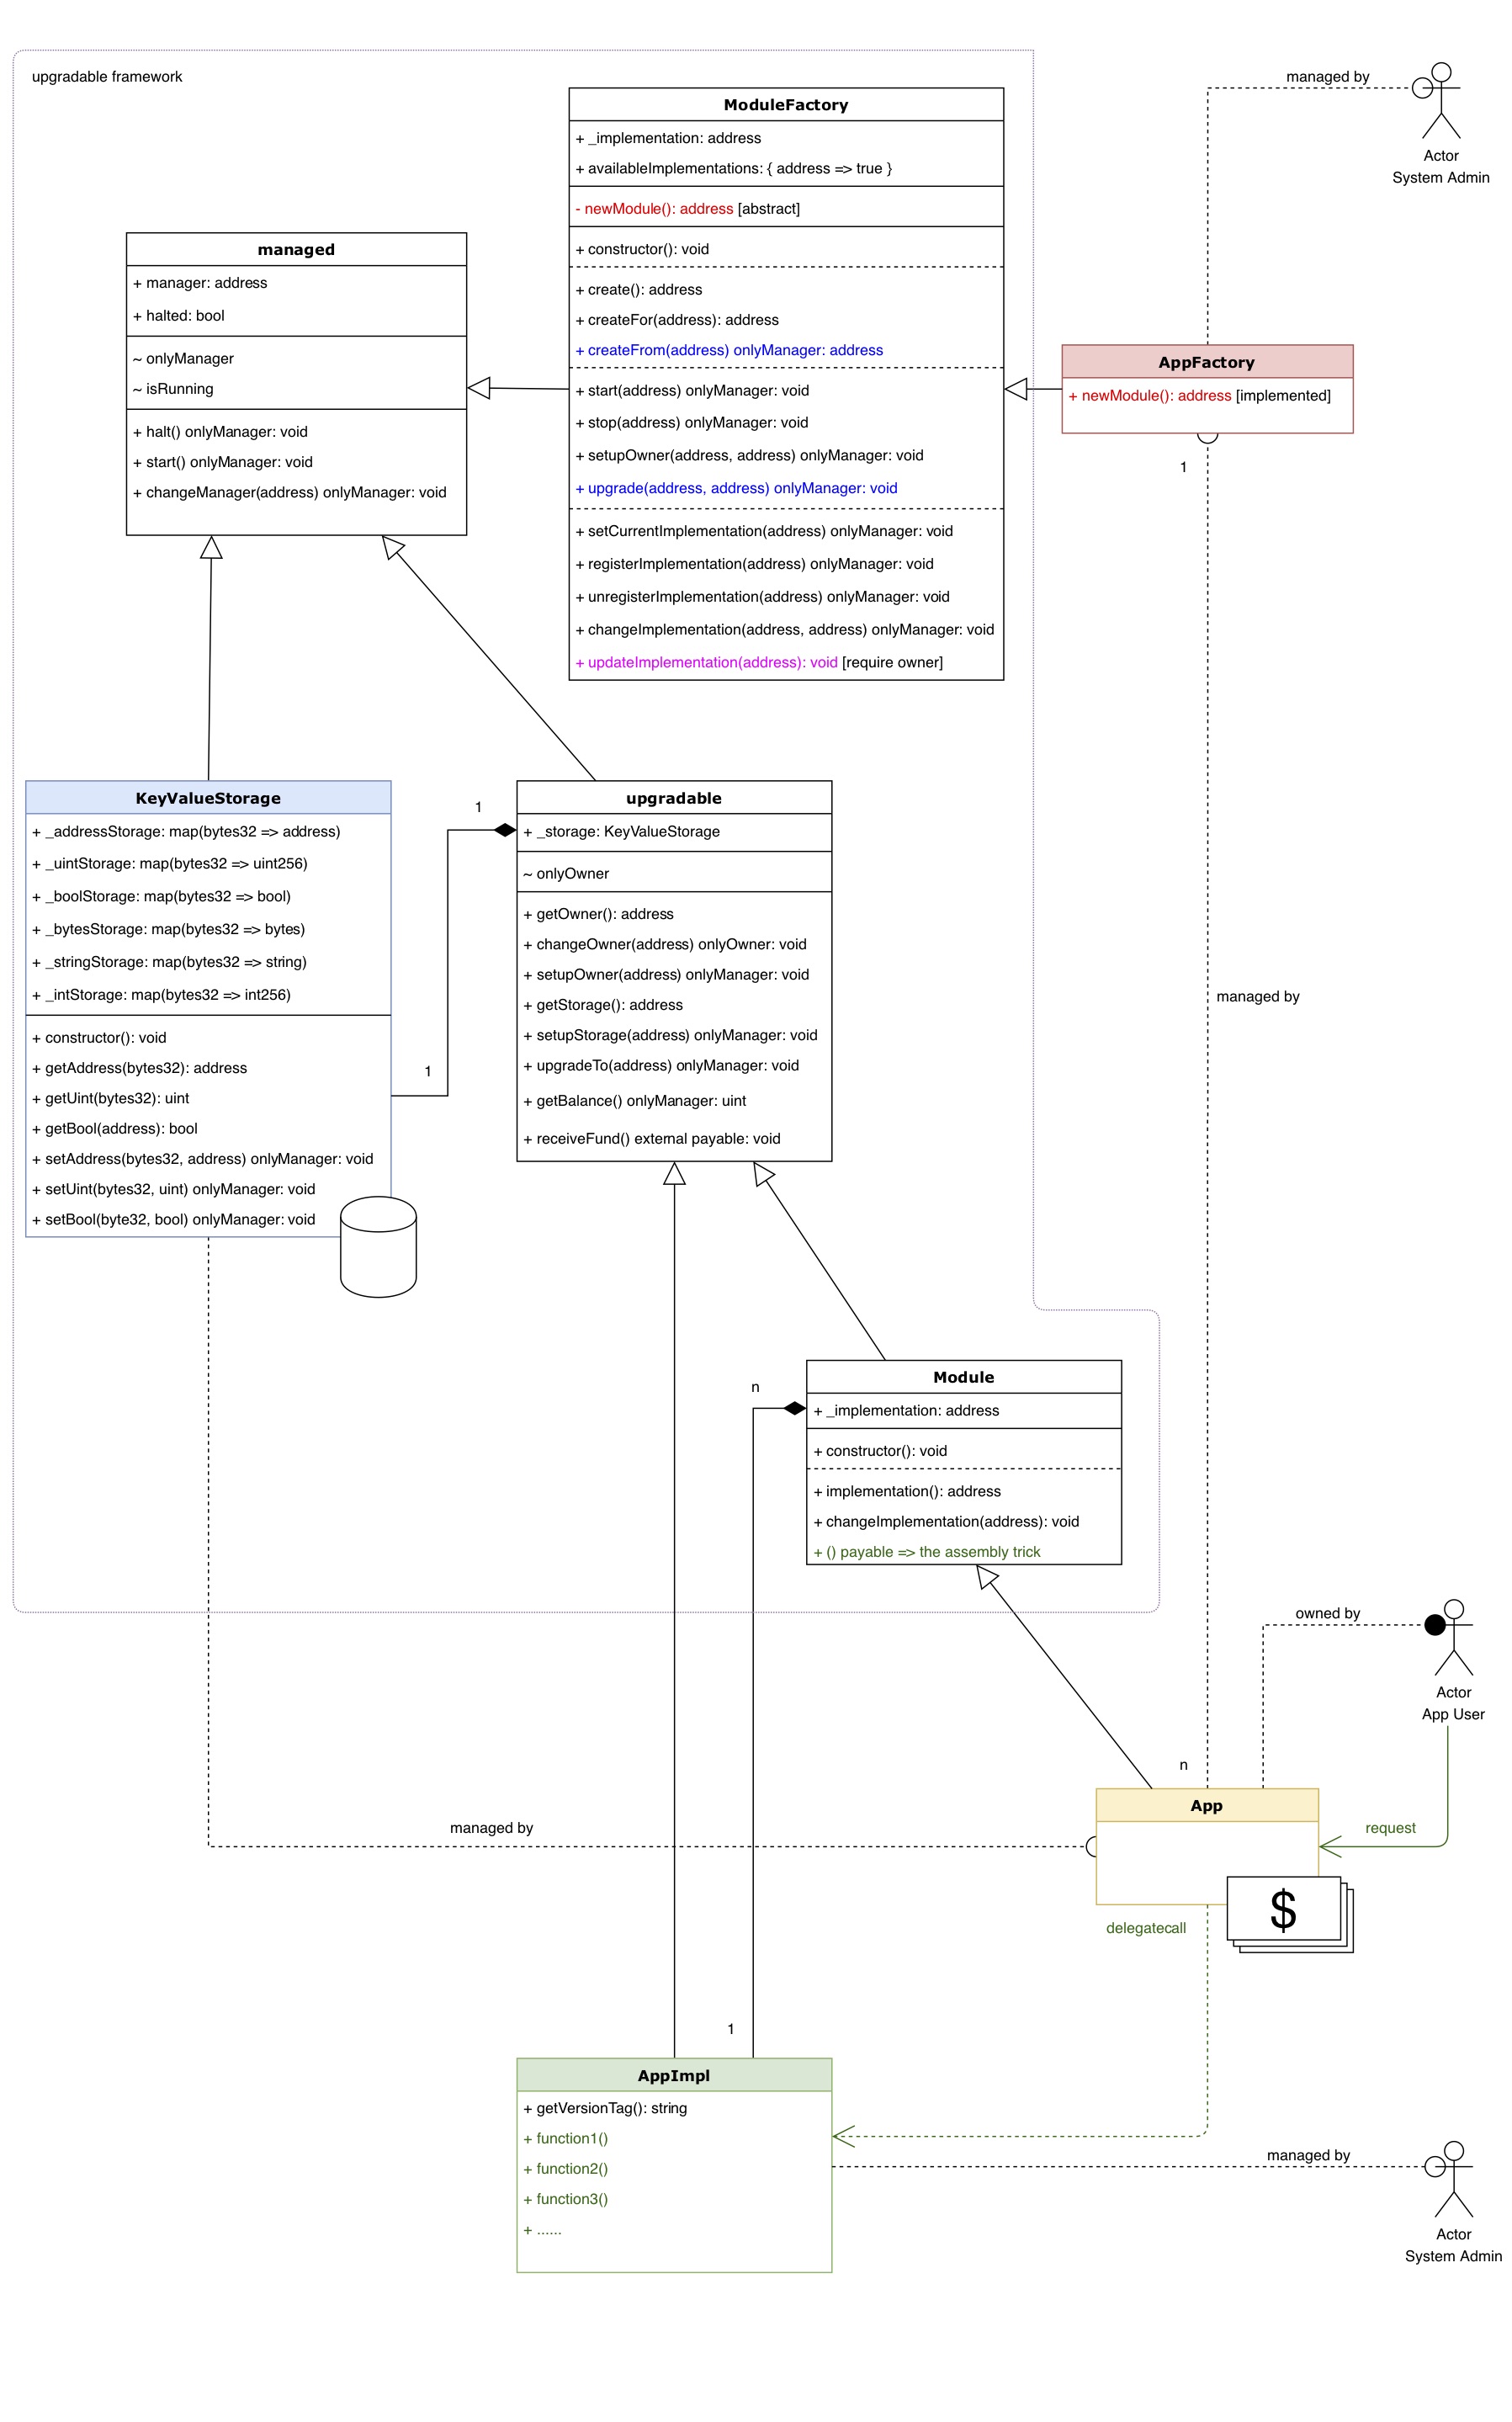 upgradable framework
managed by
Actor
System Admin
ModuleFactory
+ _implementation: address
+ availableImplementations: { address => true }
- newModule(): address [abstract]
+ constructor(): void
+ create(): address
+ createFor(address): address
+ createFrom(address) onlyManager: address
+ start(address) onlyManager: void
+ stop(address) onlyManager: void
+ setupOwner(address, address) onlyManager: void
+ upgrade(address, address) onlyManager: void
+ setCurrentImplementation(address) onlyManager: void
+ registerImplementation(address) onlyManager: void
+ unregisterImplementation(address) onlyManager: void
+ changeImplementation(address, address) onlyManager: void
+ updateImplementation(address): void [require owner]
managed
+ manager: address
+ halted: bool
~ onlyManager
~ isRunning
+ halt() onlyManager: void
+ start() onlyManager: void
+ changeManager(address) onlyManager: void
AppFactory
+ newModule(): address [implemented]
1
managed by
KeyValueStorage
+ _addressStorage: map(bytes32 => address)
+ _uintStorage: map(bytes32 => uint256)
+ _boolStorage: map(bytes32 => bool)
+ _bytesStorage: map(bytes32 => bytes)
+ _stringStorage: map(bytes32 => string)
+ _intStorage: map(bytes32 => int256)
+ constructor(): void
+ getAddress(bytes32): address
+ getUint(bytes32): uint
+ getBool(address): bool
+ setAddress(bytes32, address) onlyManager: void
+ setUint(bytes32, uint) onlyManager: void
+ setBool(byte32, bool) onlyManager: void
1
1
upgradable
+ _storage: KeyValueStorage
~ onlyOwner
+ getOwner(): address
+ changeOwner(address) onlyOwner: void
+ setupOwner(address) onlyManager: void
+ getStorage(): address
+ setupStorage(address) onlyManager: void
+ upgradeTo(address) onlyManager: void
+ getBalance() onlyManager: uint
+ receiveFund() external payable: void
n
Module
+ _implementation: address
+ constructor(): void
+ implementation(): address
+ changeImplementation(address): void
+ () payable => the assembly trick
owned by
Actor
App User
n
App
request
managed by
$
delegatecall
1
AppImpl
+ getVersionTag(): string
+ function1()
+ function2()
+ function3()
+ ......
managed by
Actor
System Admin